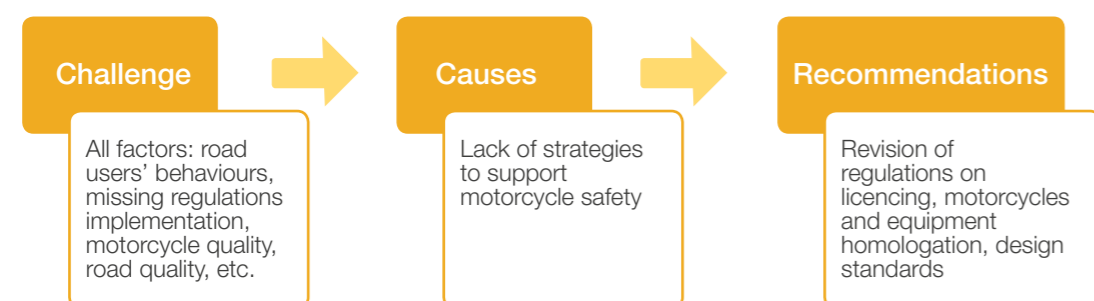 Challenge
All factors: road
users' behaviours,
missing regulations
implementation,
motorcycle quality,
road quality, etc.
Causes
Lack of strategies
to support
motorcycle safety
Recommendations
Revision of
regulations on
licencing, motorcycles
and equipment
homologation, design
standards